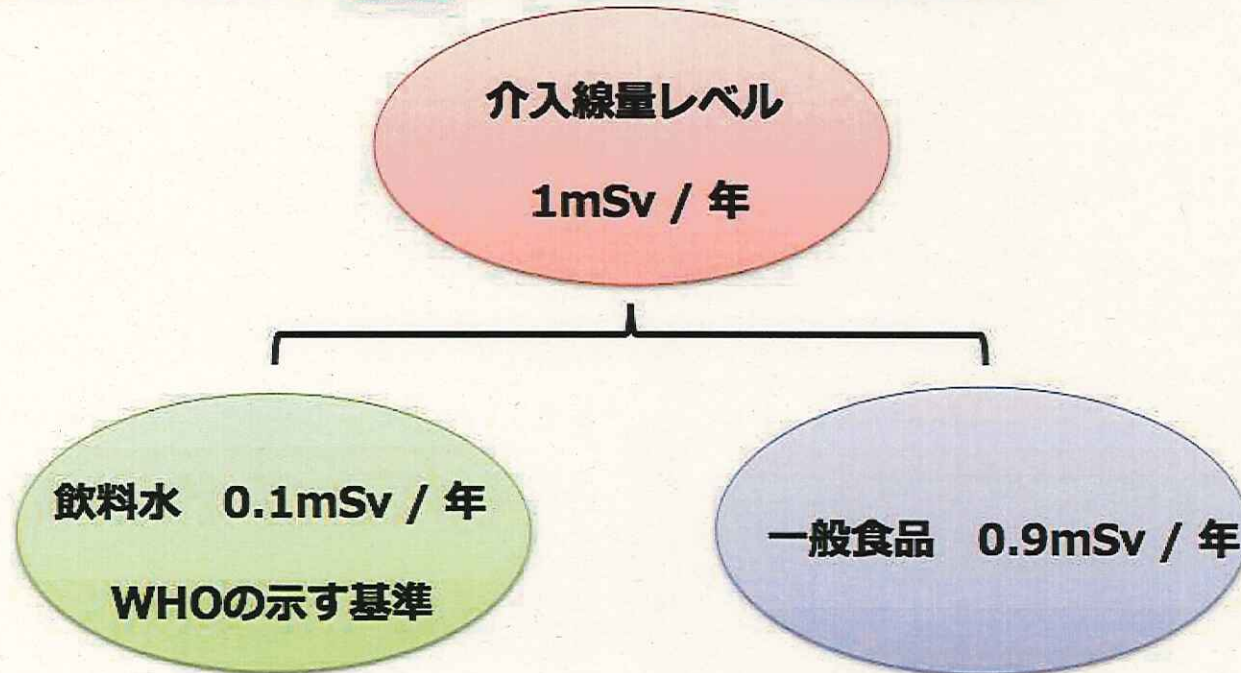 介入線量レベル
1mSv / 年
飲料水　0.1mSv / 年
WHOの示す基準
一般食品　0.9mSv / 年